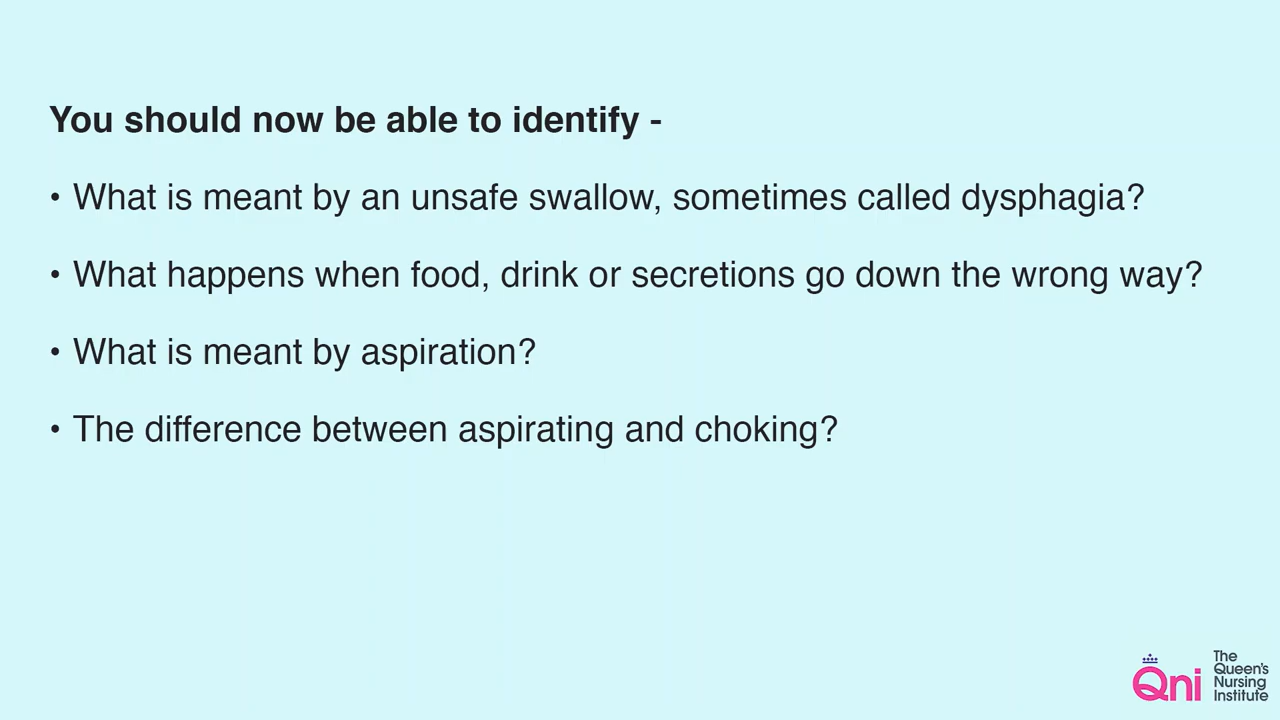 You should now be able to identify -
• What is meant by an unsafe swallow, sometimes called dysphagia?
• What happens when food, drink or secretions go down the wrong way?
• What is meant by aspiration?
• The difference between aspirating and choking?
Qni
The
Queen's
Nursing
Institute